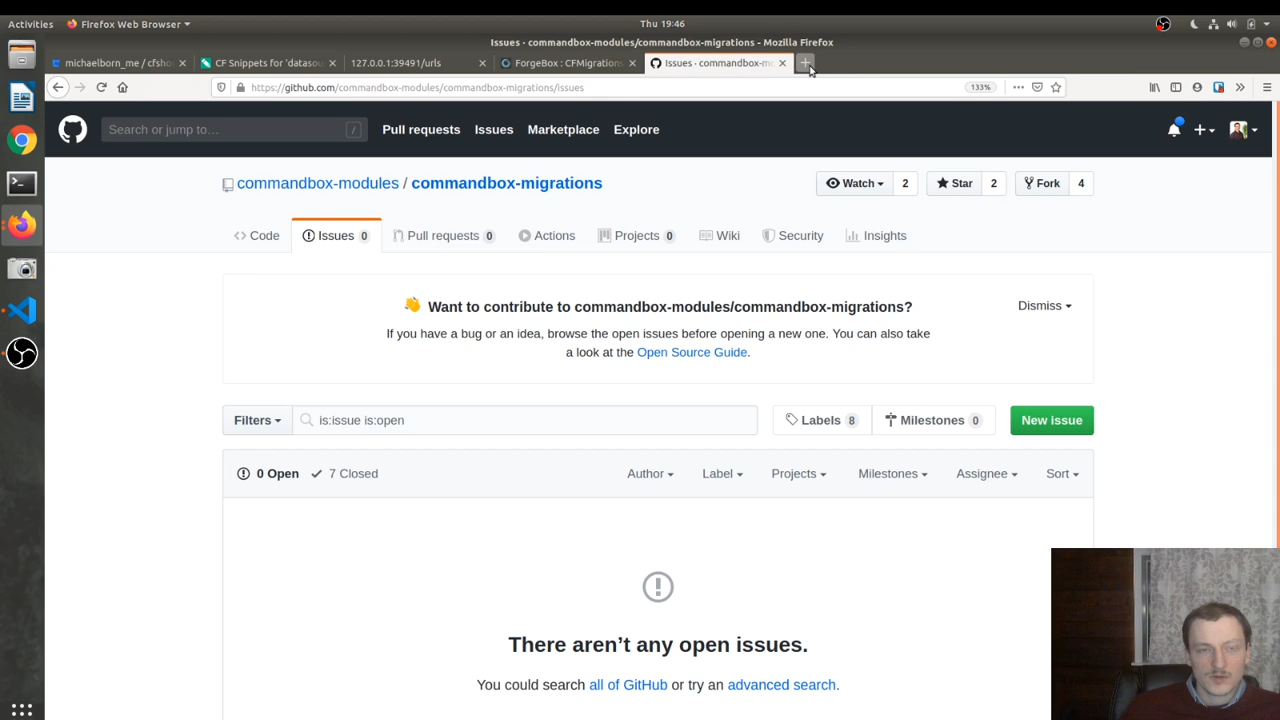 Activities Firefox Web Browser Thu 19:46
Issues · commandbox-modules/commandbox-migrations - Mozilla Firefox
michaelborn_me / cfsho CF Snippets for 'datasou 127.0.0.1:39491/urls ForgeBox : CFMigrations Issues · commandbox-m
https://github.com/commandbox-modules/commandbox-migrations/issues 133%
Search or jump to… / Pull requests Issues Marketplace Explore
commandbox-modules / commandbox-migrations Watch 2 Star 2 Fork 4
Code Issues 0 Pull requests 0 Actions Projects 0 Wiki Security Insights
Want to contribute to commandbox-modules/commandbox-migrations? Dismiss
If you have a bug or an idea, browse the open issues before opening a new one. You can also take
a look at the Open Source Guide.
Filters is:issue is:open Labels 8 Milestones 0 New issue
0 Open 7 Closed Author Label Projects Milestones Assignee Sort
There aren’t any open issues.
You could search all of GitHub or try an advanced search.